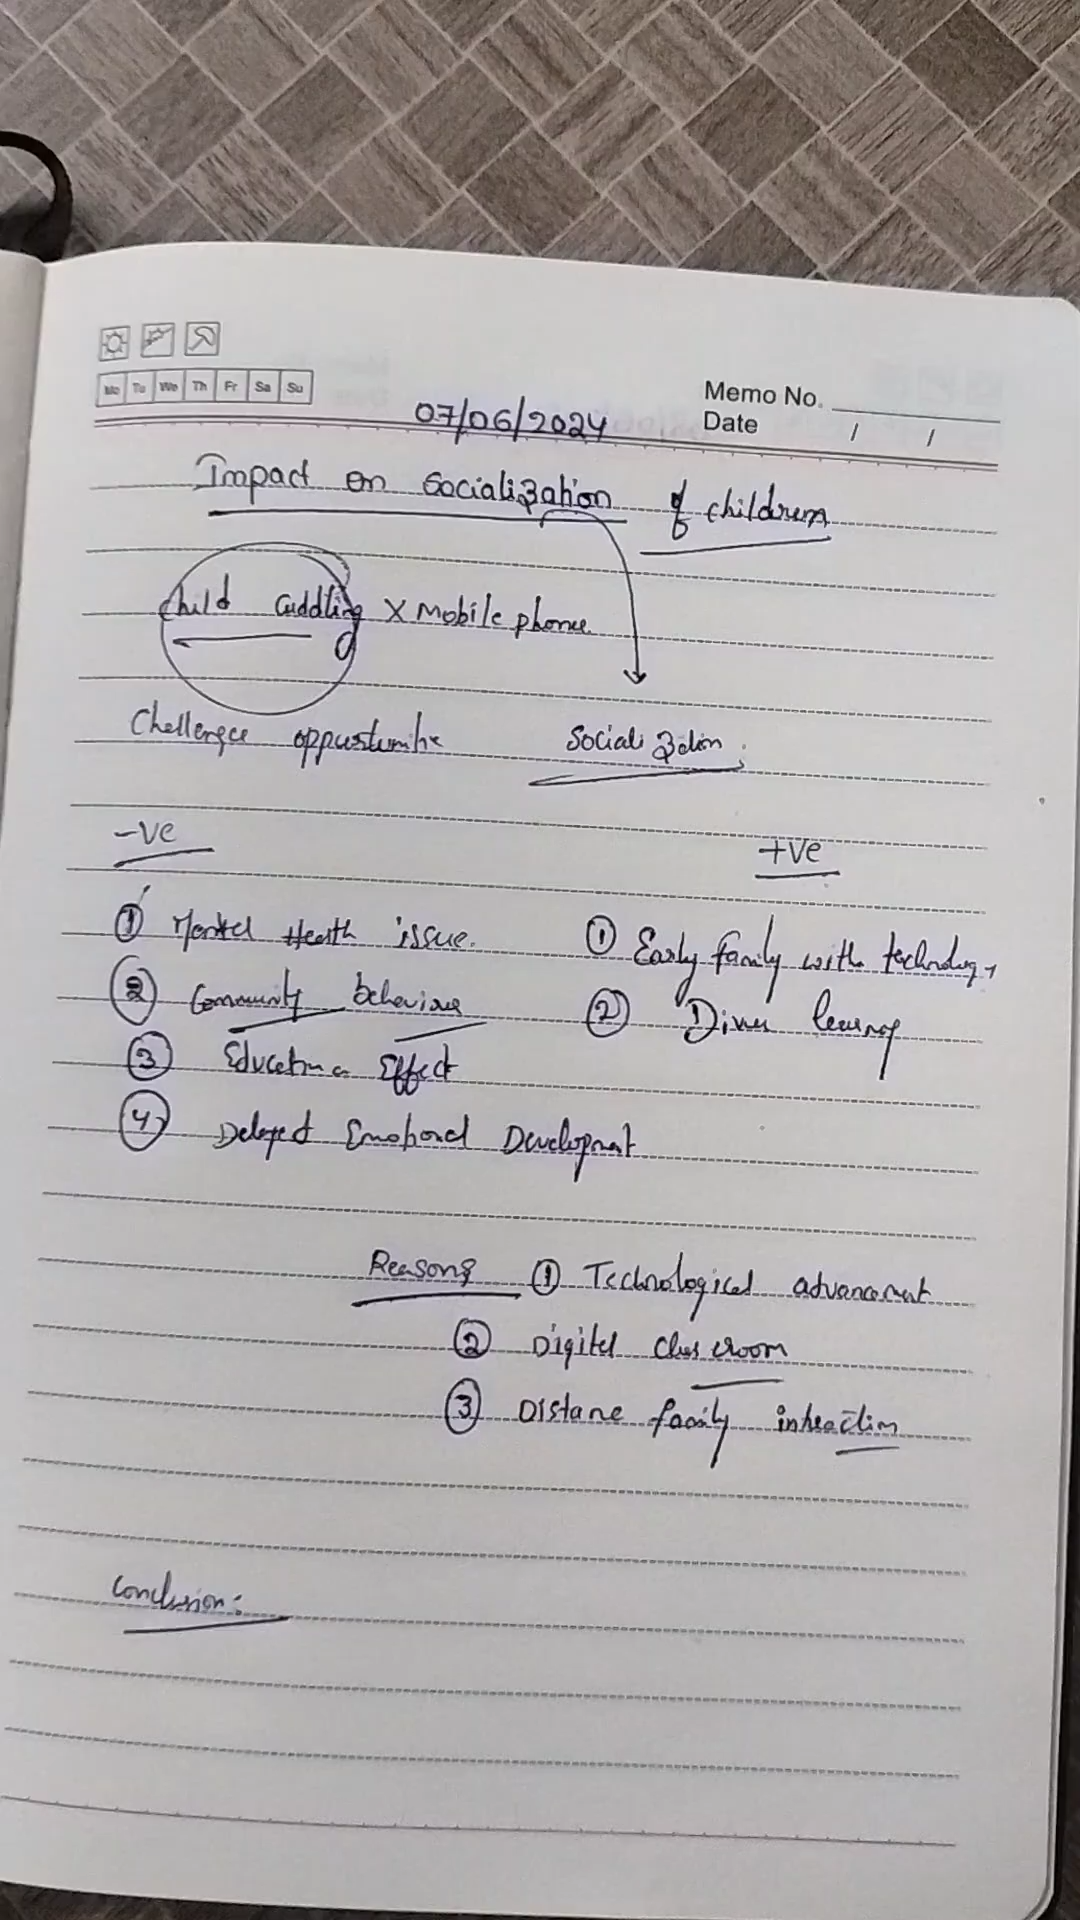 Mo Tu We Th Fr Sa Su
Memo No.
Date / /
07/06/2024
Impact on Socialization of children
Child Cuddling X Mobile phone
Challenges opportunitie Socialization
-ve +ve
① Mental Health issue. ① Early family with technology
② Community behaviour ② Diver learning
③ Education Effect
④ Delayed Emotional Development
Reasons ① Technological advancement
② Digital Class room
③ Distane family interaction
Conclusion: